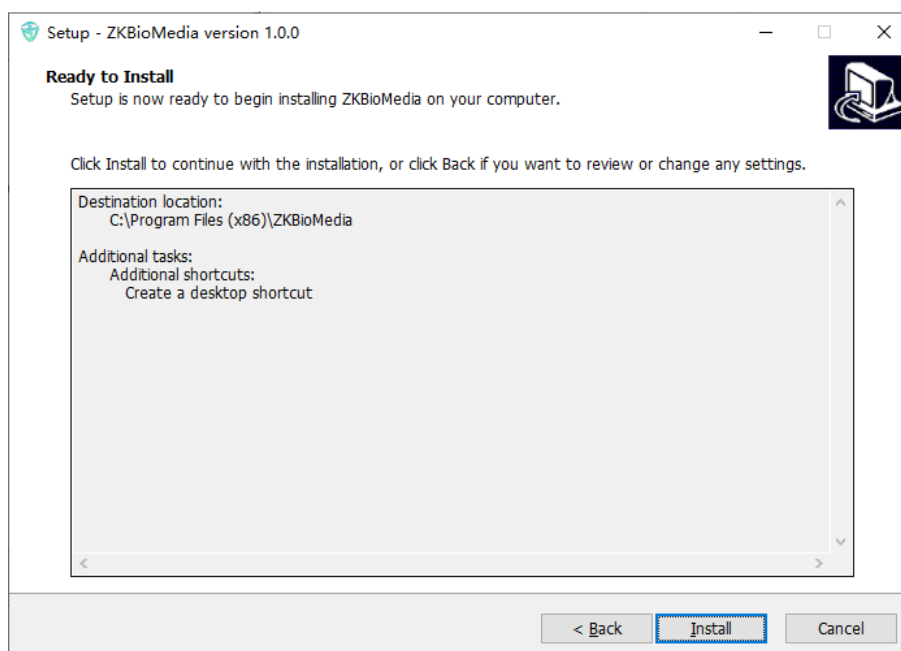 Setup - ZKBioMedia version 1.0.0
Ready to Install
Setup is now ready to begin installing ZKBioMedia on your computer.
Click Install to continue with the installation, or click Back if you want to review or change any settings.
Destination location:
C:\Program Files (x86)\ZKBioMedia
Additional tasks:
Additional shortcuts:
Create a desktop shortcut
< Back Install Cancel